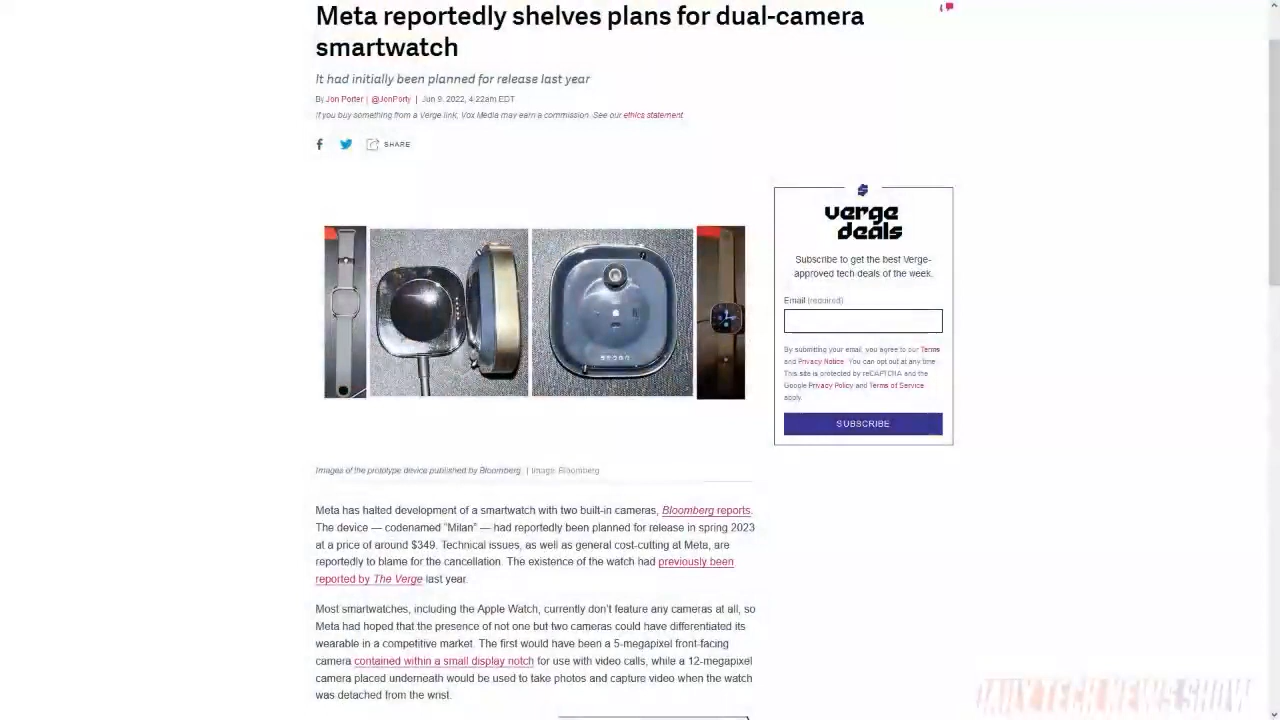 Meta reportedly shelves plans for dual-camera
smartwatch
It had initially been planned for release last year
By Jon Porter | @JonPorty | Jun 9, 2022, 4:22am EDT
If you buy something from a Verge link, Vox Media may earn a commission. See our ethics statement
SHARE
verge
deals
Subscribe to get the best Verge-
approved tech deals of the week.
Email (required)
By submitting your email, you agree to our Terms
and Privacy Notice. You can opt out at any time.
This site is protected by reCAPTCHA and the
Google Privacy Policy and Terms of Service
apply.
SUBSCRIBE
Images of the prototype device published by Bloomberg. | Image: Bloomberg
Meta has halted development of a smartwatch with two built-in cameras, Bloomberg reports.
The device — codenamed “Milan” — had reportedly been planned for release in spring 2023
at a price of around $349. Technical issues, as well as general cost-cutting at Meta, are
reportedly to blame for the cancellation. The existence of the watch had previously been
reported by The Verge last year.
Most smartwatches, including the Apple Watch, currently don’t feature any cameras at all, so
Meta had hoped that the presence of not one but two cameras could have differentiated its
wearable in a competitive market. The first would have been a 5-megapixel front-facing
camera contained within a small display notch for use with video calls, while a 12-megapixel
camera placed underneath would be used to take photos and capture video when the watch
was detached from the wrist.
DAILY TECH NEWS SHOW